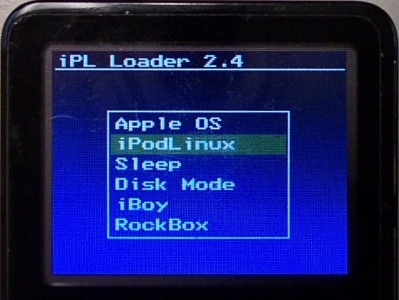 iPL Loader 2.4
Apple OS
iPodLinux
Sleep
Disk Mode
iBoy
RockBox